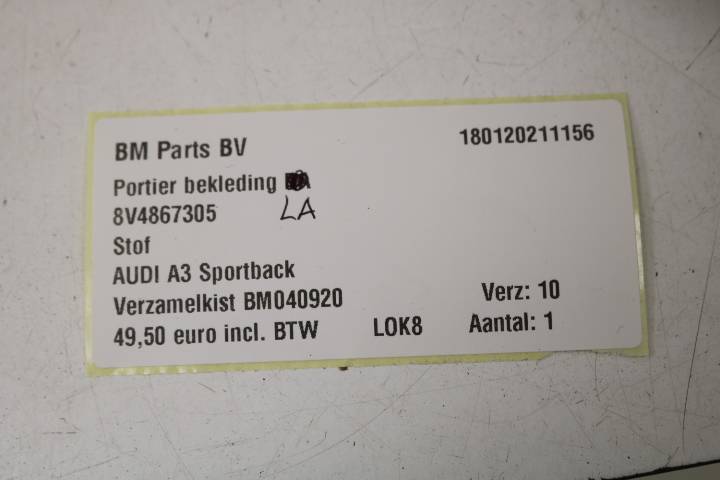 BM Parts BV 180120211156
Portier bekleding
8V4867305 LA
Stof
AUDI A3 Sportback
Verzamelkist BM040920 Verz: 10
49,50 euro incl. BTW LOK8 Aantal: 1